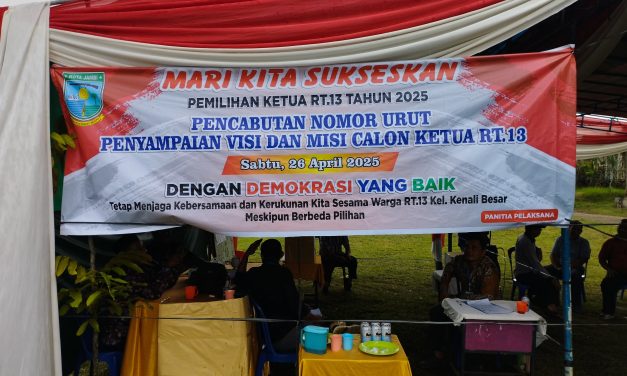 KOTA JAMBI
MARI KITA SUKSESKAN
PEMILIHAN KETUA RT.13 TAHUN 2025
PENCABUTAN NOMOR URUT
PENYAMPAIAN VISI DAN MISI CALON KETUA RT.13
Sabtu, 26 April 2025
DENGAN DEMOKRASI YANG BAIK
Tetap Menjaga Kebersamaan dan Kerukunan Kita Sesama Warga RT.13 Kel. Kenali Besar
Meskipun Berbeda Pilihan
PANITIA PELAKSANA